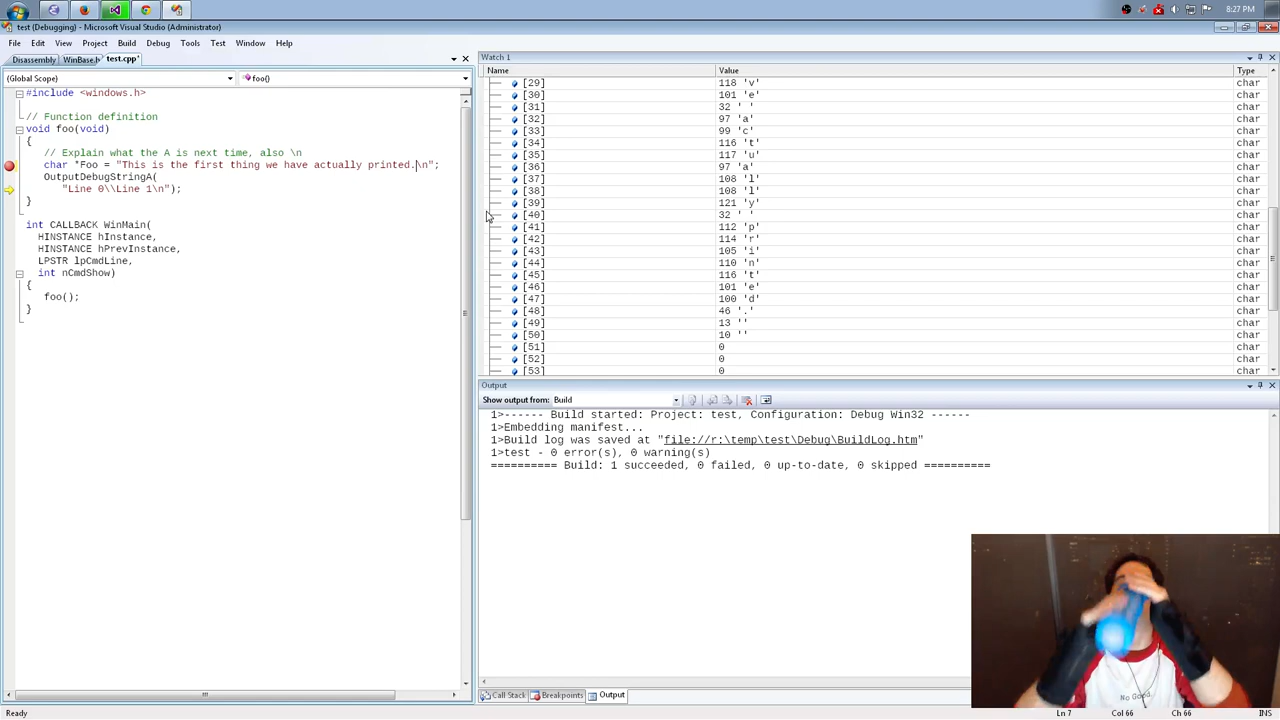 8:27 PM
test (Debugging) - Microsoft Visual Studio (Administrator)
File Edit View Project Build Debug Tools Test Window Help
Disassembly WinBase.h test.cpp*
(Global Scope) foo()
#include <windows.h>
// Function definition
void foo(void)
{
// Explain what the A is next time, also \n
char *Foo = "This is the first thing we have actually printed.\n";
OutputDebugStringA(
"Line 0\\Line 1\n");
}
int CALLBACK WinMain(
HINSTANCE hInstance,
HINSTANCE hPrevInstance,
LPSTR lpCmdLine,
int nCmdShow)
{
foo();
}
Watch 1
Name Value Type
[29] 118 'v' char
[30] 101 'e' char
[31] 32 ' ' char
[32] 97 'a' char
[33] 99 'c' char
[34] 116 't' char
[35] 117 'u' char
[36] 97 'a' char
[37] 108 'l' char
[38] 108 'l' char
[39] 121 'y' char
[40] 32 ' ' char
[41] 112 'p' char
[42] 114 'r' char
[43] 105 'i' char
[44] 110 'n' char
[45] 116 't' char
[46] 101 'e' char
[47] 100 'd' char
[48] 46 '.' char
[49] 13 '' char
[50] 10 '' char
[51] 0 char
[52] 0 char
[53] 0 char
Output
Show output from: Build
1>------ Build started: Project: test, Configuration: Debug Win32 ------
1>Embedding manifest...
1>Build log was saved at "file://r:\temp\test\Debug\BuildLog.htm"
1>test - 0 error(s), 0 warning(s)
========== Build: 1 succeeded, 0 failed, 0 up-to-date, 0 skipped ==========
No Good.
Call Stack Breakpoints Output
Ready Ln 7 Col 66 Ch 66 INS